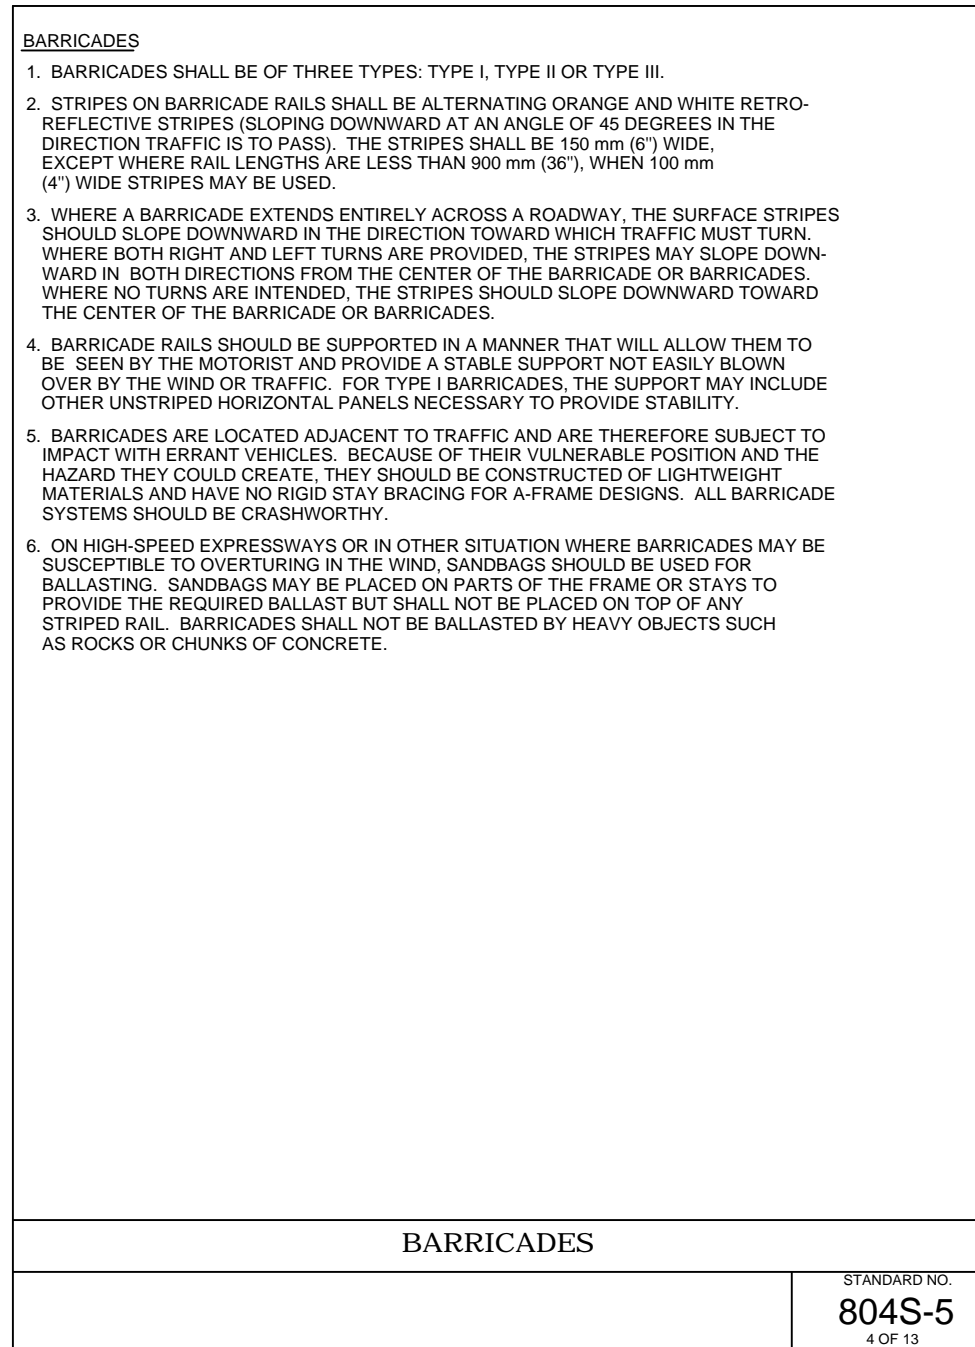 BARRICADES
1. BARRICADES SHALL BE OF THREE TYPES: TYPE I, TYPE II OR TYPE III.
2. STRIPES ON BARRICADE RAILS SHALL BE ALTERNATING ORANGE AND WHITE RETRO-
REFLECTIVE STRIPES (SLOPING DOWNWARD AT AN ANGLE OF 45 DEGREES IN THE
DIRECTION TRAFFIC IS TO PASS). THE STRIPES SHALL BE 150 mm (6") WIDE,
EXCEPT WHERE RAIL LENGTHS ARE LESS THAN 900 mm (36"), WHEN 100 mm
(4") WIDE STRIPES MAY BE USED.
3. WHERE A BARRICADE EXTENDS ENTIRELY ACROSS A ROADWAY, THE SURFACE STRIPES
SHOULD SLOPE DOWNWARD IN THE DIRECTION TOWARD WHICH TRAFFIC MUST TURN.
WHERE BOTH RIGHT AND LEFT TURNS ARE PROVIDED, THE STRIPES MAY SLOPE DOWN-
WARD IN BOTH DIRECTIONS FROM THE CENTER OF THE BARRICADE OR BARRICADES.
WHERE NO TURNS ARE INTENDED, THE STRIPES SHOULD SLOPE DOWNWARD TOWARD
THE CENTER OF THE BARRICADE OR BARRICADES.
4. BARRICADE RAILS SHOULD BE SUPPORTED IN A MANNER THAT WILL ALLOW THEM TO
BE SEEN BY THE MOTORIST AND PROVIDE A STABLE SUPPORT NOT EASILY BLOWN
OVER BY THE WIND OR TRAFFIC. FOR TYPE I BARRICADES, THE SUPPORT MAY INCLUDE
OTHER UNSTRIPED HORIZONTAL PANELS NECESSARY TO PROVIDE STABILITY.
5. BARRICADES ARE LOCATED ADJACENT TO TRAFFIC AND ARE THEREFORE SUBJECT TO
IMPACT WITH ERRANT VEHICLES. BECAUSE OF THEIR VULNERABLE POSITION AND THE
HAZARD THEY COULD CREATE, THEY SHOULD BE CONSTRUCTED OF LIGHTWEIGHT
MATERIALS AND HAVE NO RIGID STAY BRACING FOR A-FRAME DESIGNS. ALL BARRICADE
SYSTEMS SHOULD BE CRASHWORTHY.
6. ON HIGH-SPEED EXPRESSWAYS OR IN OTHER SITUATION WHERE BARRICADES MAY BE
SUSCEPTIBLE TO OVERTURING IN THE WIND, SANDBAGS SHOULD BE USED FOR
BALLASTING. SANDBAGS MAY BE PLACED ON PARTS OF THE FRAME OR STAYS TO
PROVIDE THE REQUIRED BALLAST BUT SHALL NOT BE PLACED ON TOP OF ANY
STRIPED RAIL. BARRICADES SHALL NOT BE BALLASTED BY HEAVY OBJECTS SUCH
AS ROCKS OR CHUNKS OF CONCRETE.
BARRICADES
STANDARD NO.
804S-5
4 OF 13